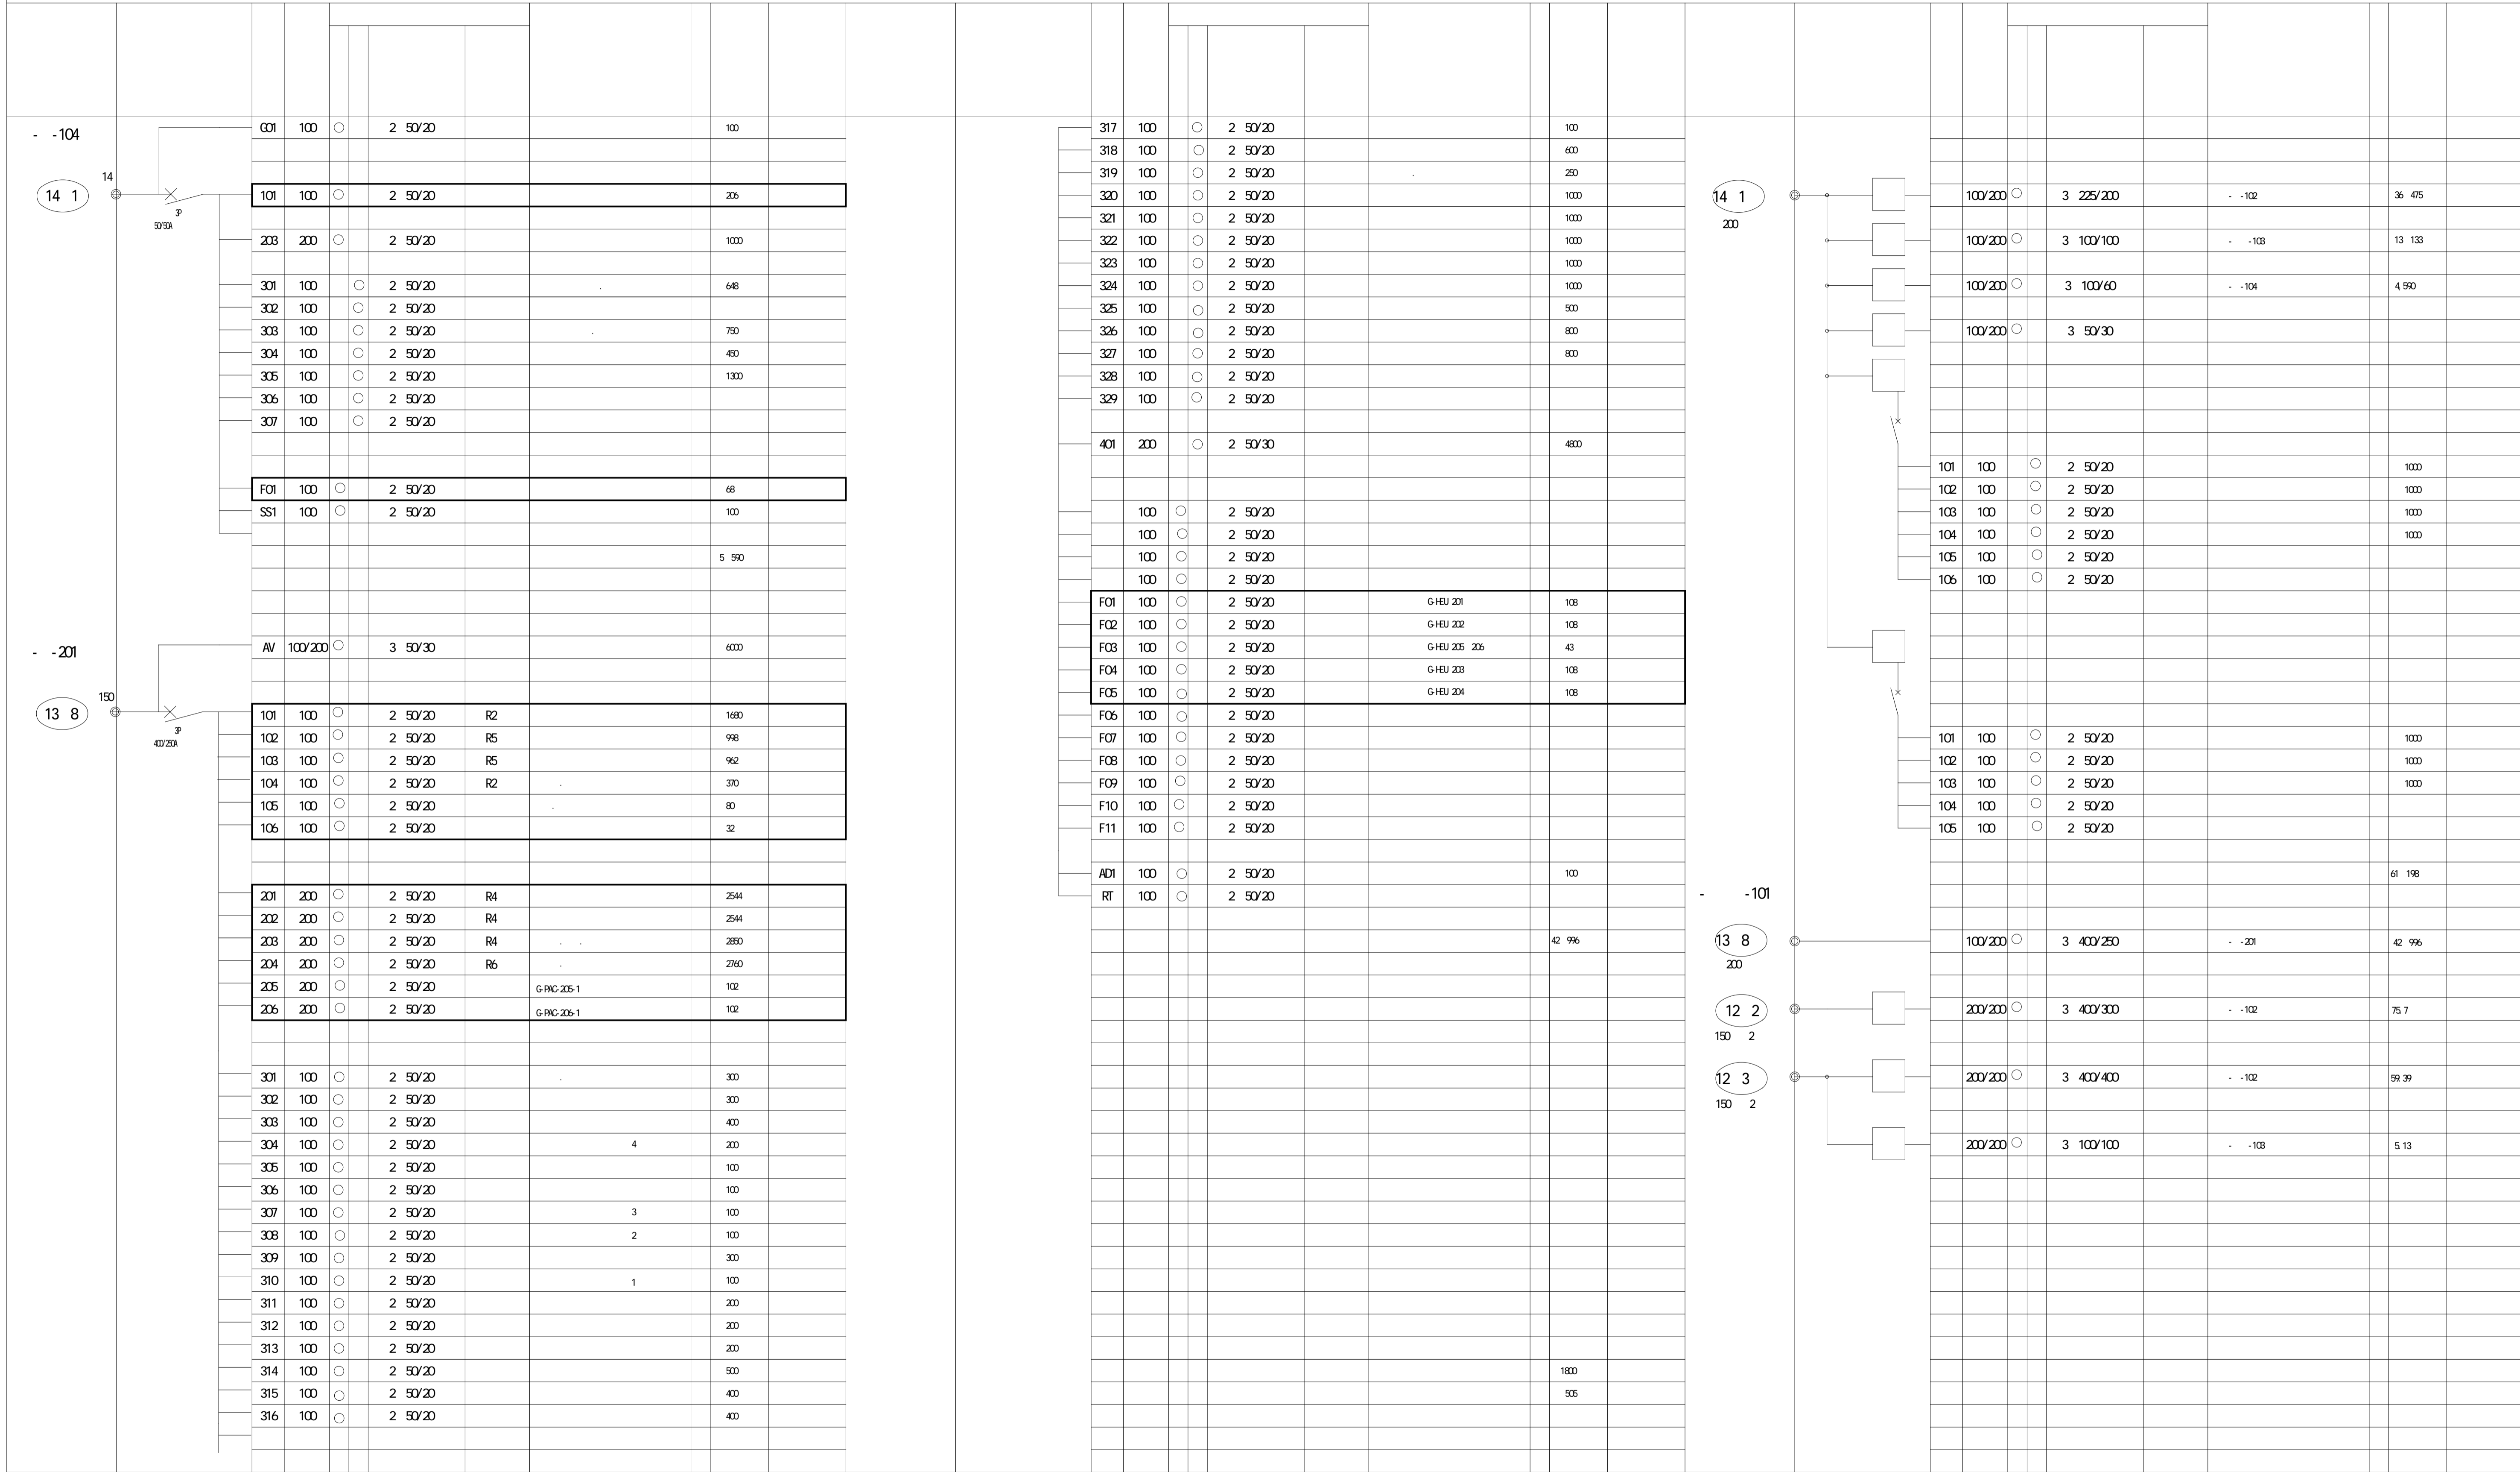 - -104
14
14 1
3P
50/50A
G01 100 ○ 2 50/20 100
101 100 ○ 2 50/20 206
203 200 ○ 2 50/20 1000
301 100 ○ 2 50/20 . 648
302 100 ○ 2 50/20
303 100 ○ 2 50/20 . 750
304 100 ○ 2 50/20 450
305 100 ○ 2 50/20 1300
306 100 ○ 2 50/20
307 100 ○ 2 50/20
F01 100 ○ 2 50/20 68
SS1 100 ○ 2 50/20 100
5 590
- -201
150
13 8
3P
400/250A
AV 100/200 ○ 3 50/30 6000
101 100 ○ 2 50/20 R2 1680
102 100 ○ 2 50/20 R5 998
103 100 ○ 2 50/20 R5 962
104 100 ○ 2 50/20 R2 . 370
105 100 ○ 2 50/20 . 80
106 100 ○ 2 50/20 32
201 200 ○ 2 50/20 R4 2544
202 200 ○ 2 50/20 R4 2544
203 200 ○ 2 50/20 R4 . . 2850
204 200 ○ 2 50/20 R6 . 2760
205 200 ○ 2 50/20 G-PAC-205-1 102
206 200 ○ 2 50/20 G-PAC-206-1 102
301 100 ○ 2 50/20 . 300
302 100 ○ 2 50/20 300
303 100 ○ 2 50/20 400
304 100 ○ 2 50/20 4 200
305 100 ○ 2 50/20 100
306 100 ○ 2 50/20 100
307 100 ○ 2 50/20 3 100
308 100 ○ 2 50/20 2 100
309 100 ○ 2 50/20 300
310 100 ○ 2 50/20 1 100
311 100 ○ 2 50/20 200
312 100 ○ 2 50/20 200
313 100 ○ 2 50/20 200
314 100 ○ 2 50/20 500
315 100 ○ 2 50/20 400
316 100 ○ 2 50/20 400
317 100 ○ 2 50/20 100
318 100 ○ 2 50/20 600
319 100 ○ 2 50/20 . 250
320 100 ○ 2 50/20 1000
321 100 ○ 2 50/20 1000
322 100 ○ 2 50/20 1000
323 100 ○ 2 50/20 1000
324 100 ○ 2 50/20 1000
325 100 ○ 2 50/20 500
326 100 ○ 2 50/20 800
327 100 ○ 2 50/20 800
328 100 ○ 2 50/20
329 100 ○ 2 50/20
401 200 ○ 2 50/30 4800
100 ○ 2 50/20
100 ○ 2 50/20
100 ○ 2 50/20
100 ○ 2 50/20
F01 100 ○ 2 50/20 G-HEU 201 108
F02 100 ○ 2 50/20 G-HEU 202 108
F03 100 ○ 2 50/20 G-HEU 205 206 43
F04 100 ○ 2 50/20 G-HEU 203 108
F05 100 ○ 2 50/20 G-HEU 204 108
F06 100 ○ 2 50/20
F07 100 ○ 2 50/20
F08 100 ○ 2 50/20
F09 100 ○ 2 50/20
F10 100 ○ 2 50/20
F11 100 ○ 2 50/20
AD1 100 ○ 2 50/20 100
RT 100 ○ 2 50/20
42 996
1800
505
14 1
200
100/200 ○ 3 225/200 - -102 36 475
100/200 ○ 3 100/100 - -103 13 133
100/200 ○ 3 100/60 - -104 4,590
100/200 ○ 3 50/30
101 100 ○ 2 50/20 1000
102 100 ○ 2 50/20 1000
103 100 ○ 2 50/20 1000
104 100 ○ 2 50/20 1000
105 100 ○ 2 50/20
106 100 ○ 2 50/20
101 100 ○ 2 50/20 1000
102 100 ○ 2 50/20 1000
103 100 ○ 2 50/20 1000
104 100 ○ 2 50/20
105 100 ○ 2 50/20
61 198
- -101
13 8
200
100/200 ○ 3 400/250 - -201 42 996
12 2
150 2
200/200 ○ 3 400/300 - -102 75.7
12 3
150 2
200/200 ○ 3 400/400 - -102 59.39
200/200 ○ 3 100/100 - -103 5.13